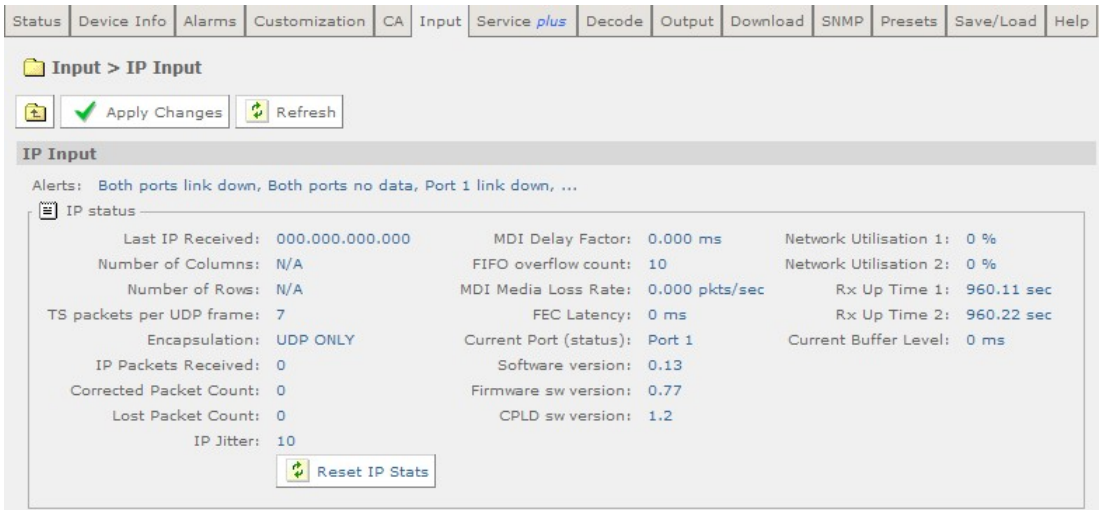 Status Device Info Alarms Customization CA Input Service plus Decode Output Download SNMP Presets Save/Load Help
Input > IP Input
Apply Changes Refresh
IP Input
Alerts: Both ports link down, Both ports no data, Port 1 link down, ...
IP status
Last IP Received: 000.000.000.000 MDI Delay Factor: 0.000 ms Network Utilisation 1: 0 %
Number of Columns: N/A FIFO overflow count: 10 Network Utilisation 2: 0 %
Number of Rows: N/A MDI Media Loss Rate: 0.000 pkts/sec Rx Up Time 1: 960.11 sec
TS packets per UDP frame: 7 FEC Latency: 0 ms Rx Up Time 2: 960.22 sec
Encapsulation: UDP ONLY Current Port (status): Port 1 Current Buffer Level: 0 ms
IP Packets Received: 0 Software version: 0.13
Corrected Packet Count: 0 Firmware sw version: 0.77
Lost Packet Count: 0 CPLD sw version: 1.2
IP Jitter: 10
Reset IP Stats